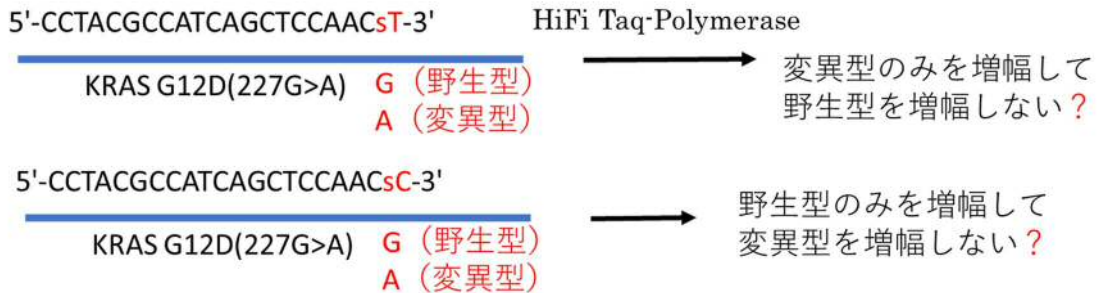 5'-CCTACGCCATCAGCTCCAACsT-3'
HiFi Taq-Polymerase
KRAS G12D(227G>A)
G（野生型）
A（変異型）
変異型のみを増幅して
野生型を増幅しない？
5'-CCTACGCCATCAGCTCCAACsC-3'
KRAS G12D(227G>A)
G（野生型）
A（変異型）
野生型のみを増幅して
変異型を増幅しない？